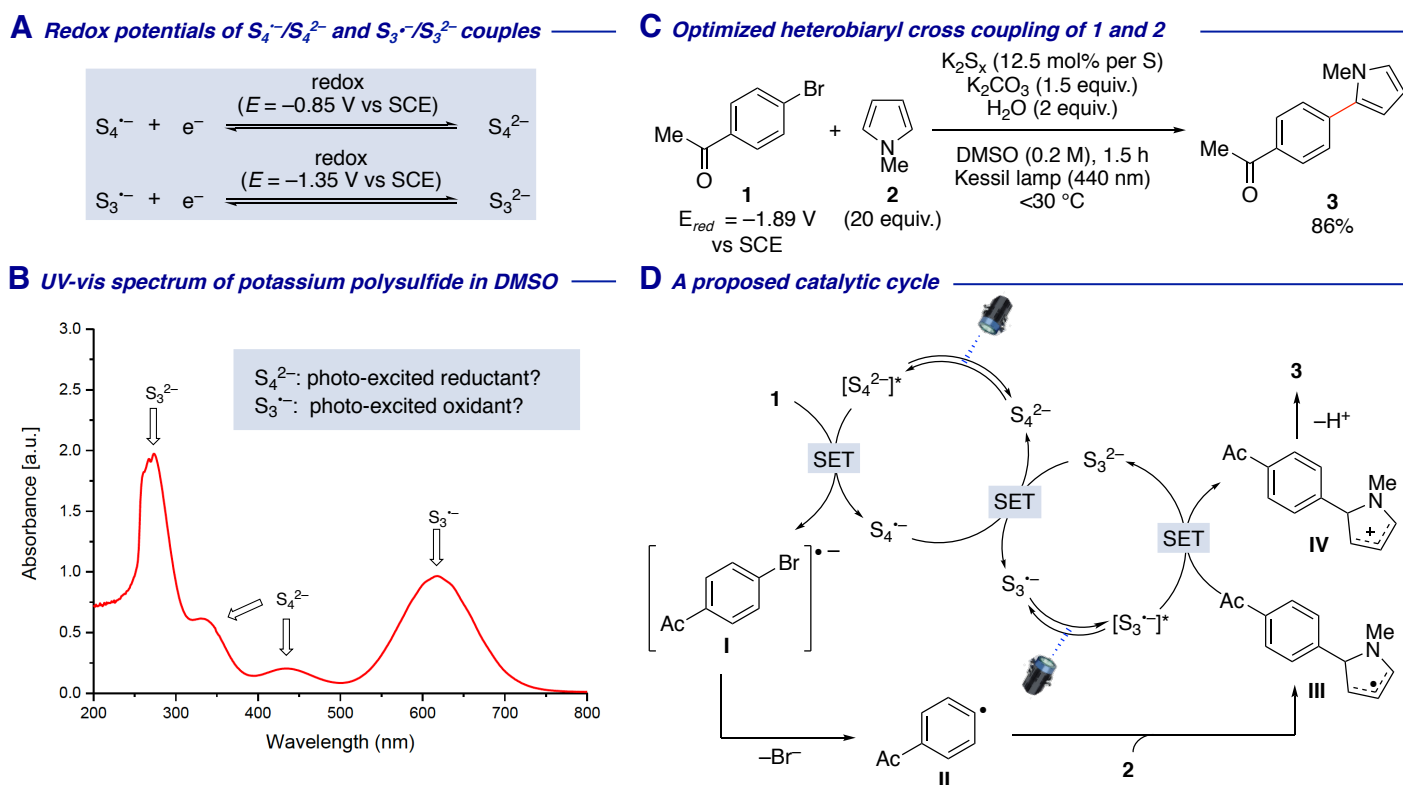 A Redox potentials of S₄•⁻/S₄²⁻ and S₃•⁻/S₃²⁻ couples
redox
(E = –0.85 V vs SCE)
S₄•⁻ + e⁻ S₄²⁻
redox
(E = –1.35 V vs SCE)
S₃•⁻ + e⁻ S₃²⁻
B UV-vis spectrum of potassium polysulfide in DMSO
3.0
2.5
2.0
1.5
1.0
0.5
0.0
Absorbance [a.u.]
S₄²⁻: photo-excited reductant?
S₃•⁻: photo-excited oxidant?
S₃²⁻
S₄²⁻
S₃•⁻
200 300 400 500 600 700 800
Wavelength (nm)
C Optimized heterobiaryl cross coupling of 1 and 2
Br
Me
O
1
E_red = –1.89 V
vs SCE
+
N
Me
2
(20 equiv.)
K₂Sₓ (12.5 mol% per S)
K₂CO₃ (1.5 equiv.)
H₂O (2 equiv.)
DMSO (0.2 M), 1.5 h
Kessil lamp (440 nm)
<30 °C
MeN
Me
O
3
86%
D A proposed catalytic cycle
1
[S₄²⁻]*
S₄²⁻
SET
S₄•⁻
SET
S₃²⁻
S₃•⁻
[S₃•⁻]*
SET
3
–H⁺
Ac
N
Me
+
IV
Ac
N
Me
•
III
Br
Ac
•–
I
–Br⁻
Ac
•
II
2